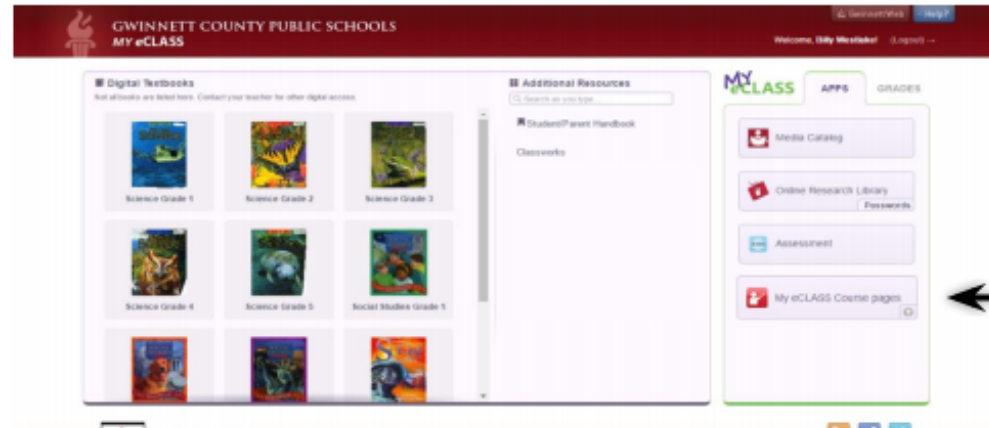 GWINNETT COUNTY PUBLIC SCHOOLS
MY eCLASS
GwinnettWeb
Help?
Welcome, Billy Westlake! (Logout)
Digital Textbooks
Not all books are listed here. Contact your teacher for other digital access.
Science Grade 1
Science Grade 2
Science Grade 3
Science Grade 4
Science Grade 5
Social Studies Grade 1
Additional Resources
Search as you type...
Student/Parent Handbook
Classworks
MY eCLASS
APPS
GRADES
Media Catalog
Online Research Library
Passwords
Assessment
My eCLASS Course pages